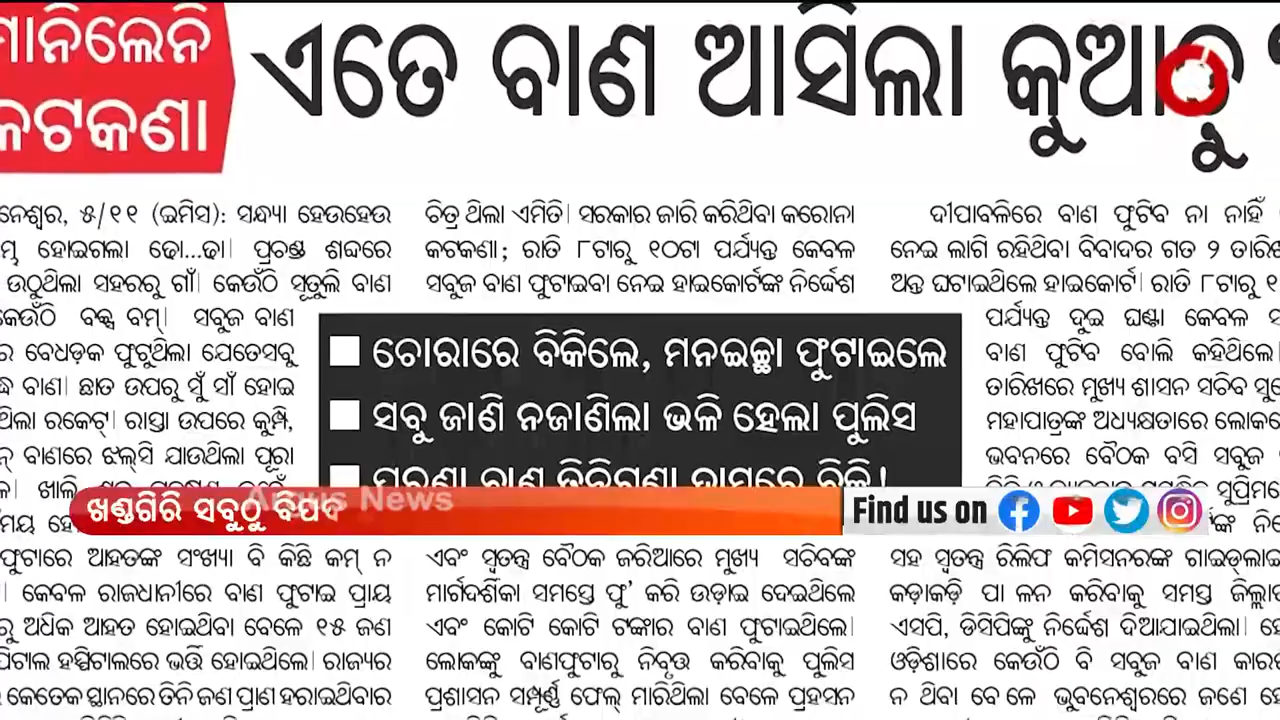 ମାନିଲେନି
କଟକଣା
ଏତେ ବାଣ ଆସିଲା କୁଆଡୁ
ନେଶ୍ୱର, ୫/୧୧ (ଇମିସ): ସନ୍ଧ୍ୟା ହେଉହେଉ
ହୋଇଗଲା ଢୋ...ଢା। ପ୍ରଚଣ୍ଡ ଶବ୍ଦରେ
ଉଠୁଥିଲା ସହରରୁ ଗାଁ। କେଉଁଠି ସୂତୁଲି ବାଣ
କେଉଁଠି ବକ୍ସ ବମ୍। ସବୁଜ ବାଣ
ର ବେଧଡ଼କ ଫୁଟୁଥିଲା ଯେତେସବୁ
ବାଣ। ଛାତ ଉପରୁ ସୁଁ ସାଁ ହୋଇ
ଥିଲା ରକେଟ୍। ରାସ୍ତା ଉପରେ କୁମ୍ପି,
ନ୍ ବାଣରେ ଝଲ୍‌ସି ଯାଉଥିଲା ପୂରା
ଫୁଟାରେ ଆହତଙ୍କ ସଂଖ୍ୟା ବି କିଛି କମ୍ ନ
କେବଳ ରାଜଧାନୀରେ ବାଣ ଫୁଟାଇ ପ୍ରାୟ
ରୁ ଅଧିକ ଆହତ ହୋଇଥିବା ବେଳେ ୧୫ ଜଣ
ପିଟାଲ ହସ୍ପିଟାଲରେ ଭର୍ତ୍ତି ହୋଇଥିଲେ। ରାଜ୍ୟର
କେତେକ ସ୍ଥାନରେ ତିନି ଜଣ ପ୍ରାଣ ହରାଇଥିବାର
ଚିତ୍ର ଥିଲା ଏମିତି। ସରକାର ଜାରି କରିଥିବା କରୋନା
କଟକଣା; ରାତି ୮ଟାରୁ ୧୦ଟା ପର୍ଯ୍ୟନ୍ତ କେବଳ
ସବୁଜ ବାଣ ଫୁଟାଇବା ନେଇ ହାଇକୋର୍ଟଙ୍କ ନିର୍ଦ୍ଦେଶ
ଚୋରାରେ ବିକିଲେ, ମନଇଚ୍ଛା ଫୁଟାଇଲେ
ସବୁ ଜାଣି ନଜାଣିଲା ଭଳି ହେଲା ପୁଲିସ
ଏବଂ ସ୍ୱତନ୍ତ୍ର ବୈଠକ ଜରିଆରେ ମୁଖ୍ୟ ସଚିବଙ୍କ
ମାର୍ଗଦର୍ଶିକା ସମସ୍ତେ ଫୁ' କରି ଉଡ଼ାଇ ଦେଇଥିଲେ
ଏବଂ କୋଟି କୋଟି ଟଙ୍କାର ବାଣ ଫୁଟାଇଥିଲେ।
ଲୋକଙ୍କୁ ବାଣଫୁଟାରୁ ନିବୃତ୍ତ କରିବାକୁ ପୁଲିସ
ପ୍ରଶାସନ ସମ୍ପୂର୍ଣ୍ଣ ଫେଲ୍ ମାରିଥିଲା ବେଳେ ପ୍ରହସନ
ଦୀପାବଳିରେ ବାଣ ଫୁଟିବ ନା ନାହିଁ
ନେଇ ଲାଗି ରହିଥିବା ବିବାଦର ଗତ ୨ ତାରିଖ
ଅନ୍ତ ଘଟାଇଥିଲେ ହାଇକୋର୍ଟ। ରାତି ୮ଟାରୁ ୧
ପର୍ଯ୍ୟନ୍ତ ଦୁଇ ଘଣ୍ଟା କେବଳ ସ
ବାଣ ଫୁଟିବ ବୋଲି କହିଥିଲେ।
ତାରିଖରେ ମୁଖ୍ୟ ଶାସନ ସଚିବ ସୁରେ
ମହାପାତ୍ରଙ୍କ ଅଧ୍ୟକ୍ଷତାରେ ଲୋକସେ
ଭବନରେ ବୈଠକ ବସି ସବୁଜ
ସହ ସ୍ୱତନ୍ତ୍ର ରିଲିଫ କମିସନରଙ୍କ ଗାଇଡ୍‌ଲାଇ
କଡ଼ାକଡ଼ି ପା ଳନ କରିବାକୁ ସମସ୍ତ ଜିଲ୍ଲା
ଏସପି, ଡିସିପିଙ୍କୁ ନିର୍ଦ୍ଦେଶ ଦିଆଯାଇଥିଲା।
ଓଡ଼ିଶାରେ କେଉଁଠି ବି ସବୁଜ ବାଣ କାର
ନ ଥିବା ବେ ଳେ ଭୁବନେଶ୍ୱରରେ ଜଣେ
Argus News
ଖଣ୍ଡଗିରି ସବୁଠୁ ବିପଦ
Find us on